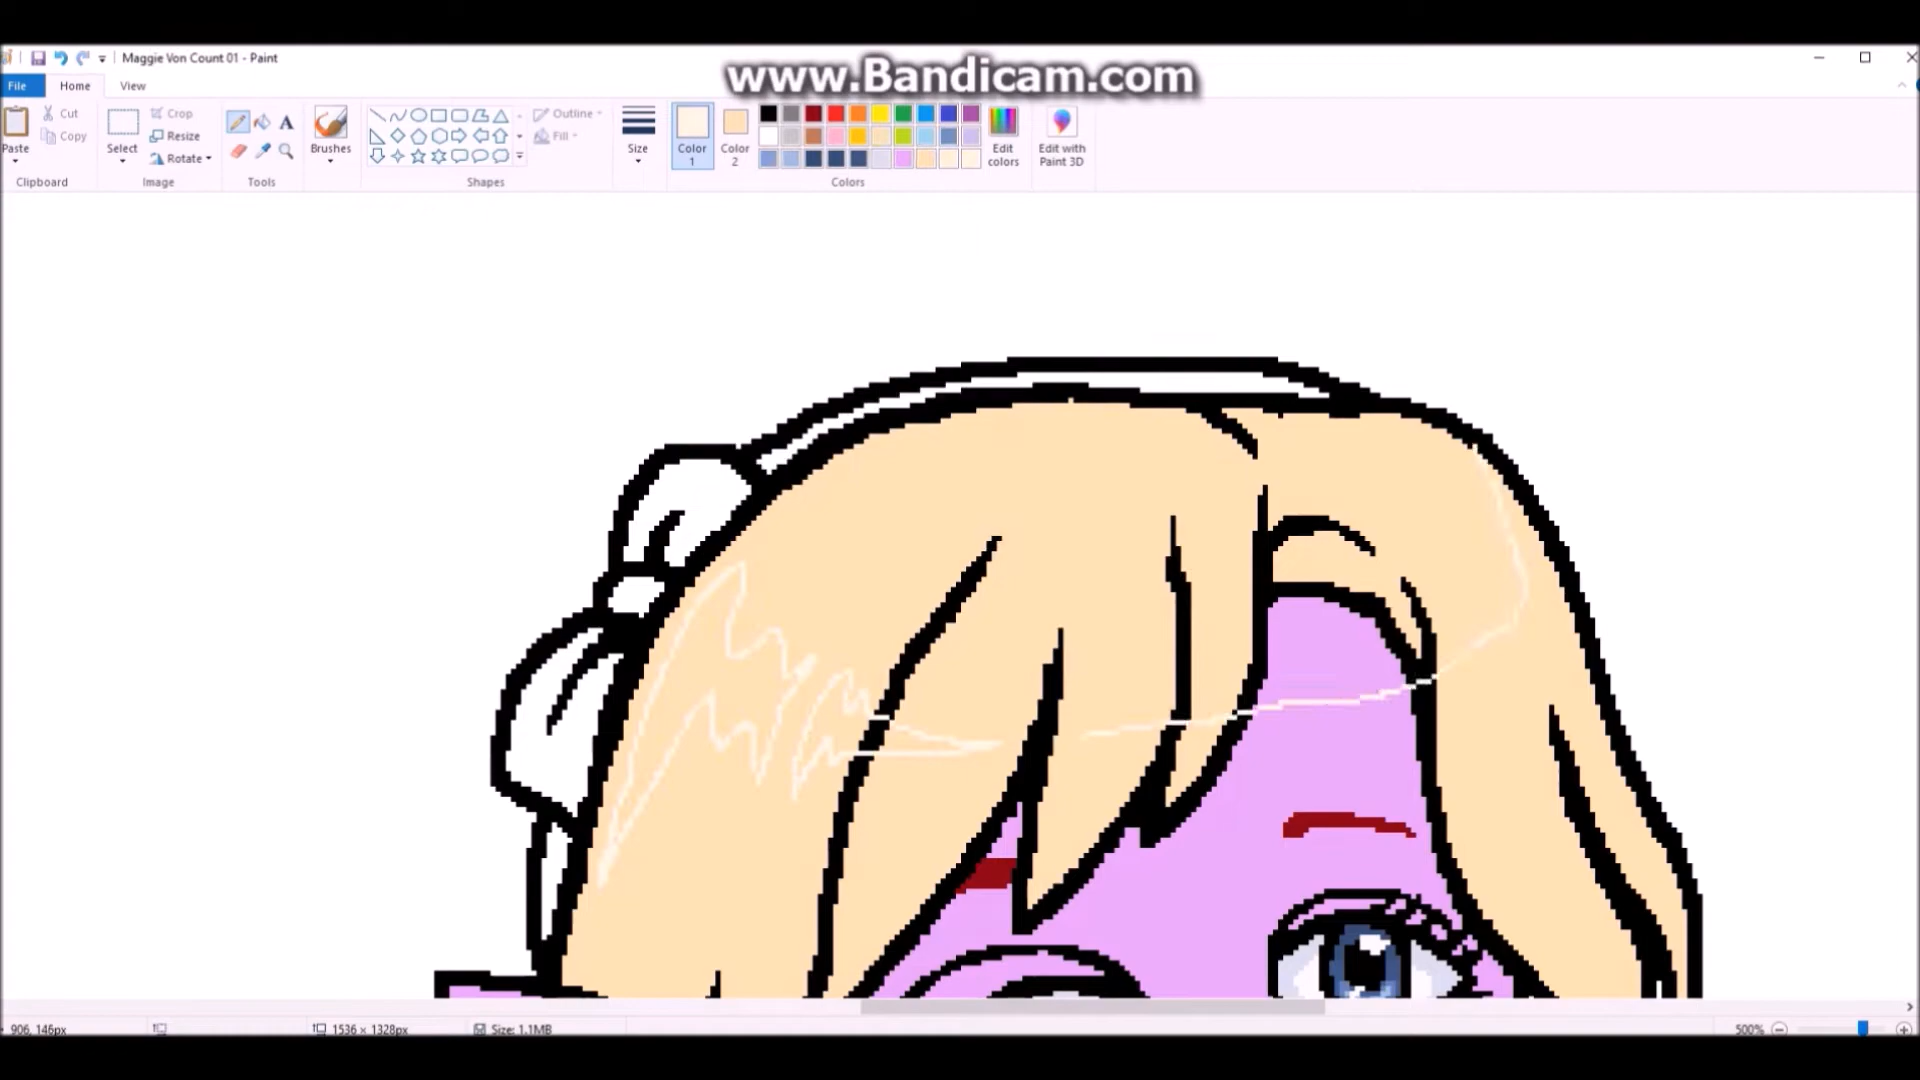 Maggie Von Count 01 - Paint
www.Bandicam.com
File Home View
Paste
Cut
Copy
Clipboard
Select
Crop
Resize
Rotate
Image
A
Tools
Brushes
Shapes
Outline
Fill
Size
Color 1
Color 2
Colors
Edit colors
Edit with Paint 3D
906, 146px
1536 × 1328px
Size: 1.1MB
500%